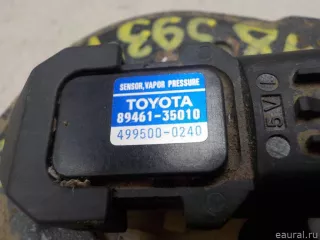 SENSOR, VAPOR PRESSURE
TOYOTA
89461-35010
499500-0240
5V
eaural.ru